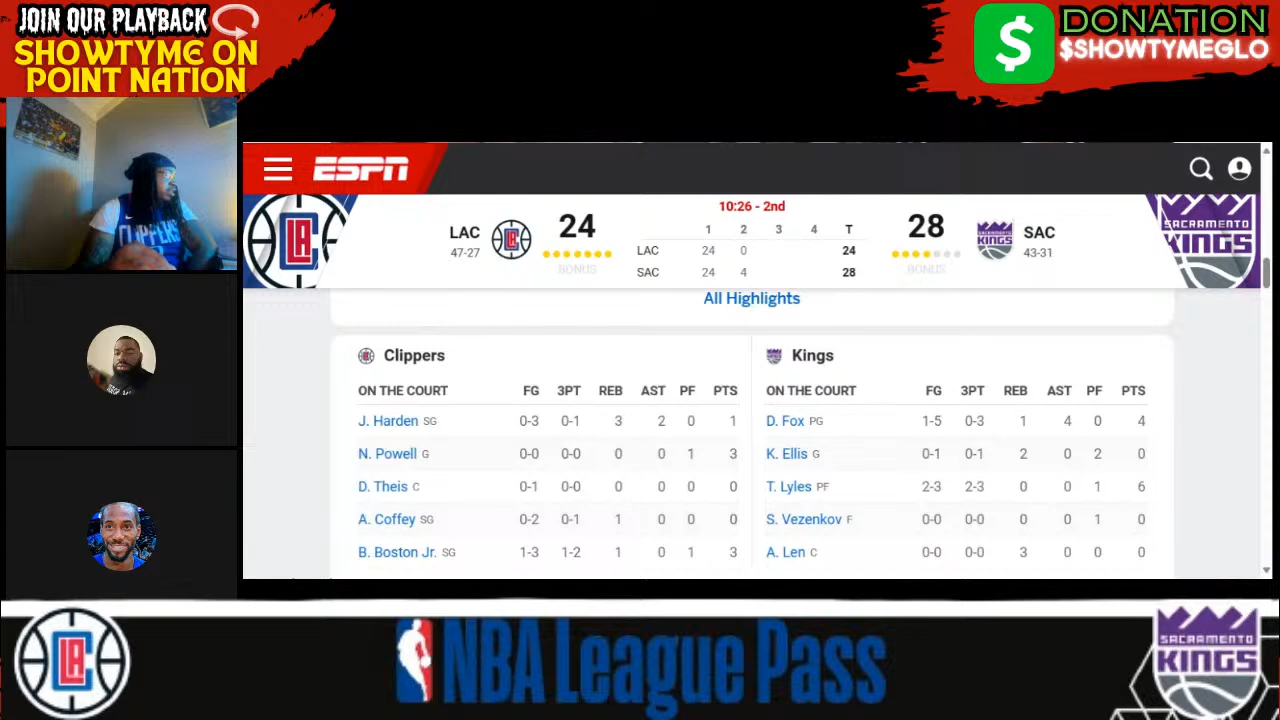 JOIN OUR PLAYBACK
SHOWTYME ON
POINT NATION
DONATION
$SHOWTYMEGLO
CLIPPERS
ESPN
10:26 - 2nd
LAC 24 1 2 3 4 T 28 SAC
47-27 LAC 24 0 24 43-31
BONUS SAC 24 4 28 BONUS
SACRAMENTO
KINGS
All Highlights
Clippers
ON THE COURT FG 3PT REB AST PF PTS
J. Harden SG 0-3 0-1 3 2 0 1
N. Powell G 0-0 0-0 0 0 1 3
D. Theis C 0-1 0-0 0 0 0 0
A. Coffey SG 0-2 0-1 1 0 0 0
B. Boston Jr. SG 1-3 1-2 1 0 1 3
Kings
ON THE COURT FG 3PT REB AST PF PTS
D. Fox PG 1-5 0-3 1 4 0 4
K. Ellis G 0-1 0-1 2 0 2 0
T. Lyles PF 2-3 2-3 0 0 1 6
S. Vezenkov F 0-0 0-0 0 0 1 0
A. Len C 0-0 0-0 3 0 0 0
LA
NBA League Pass
SACRAMENTO
KINGS